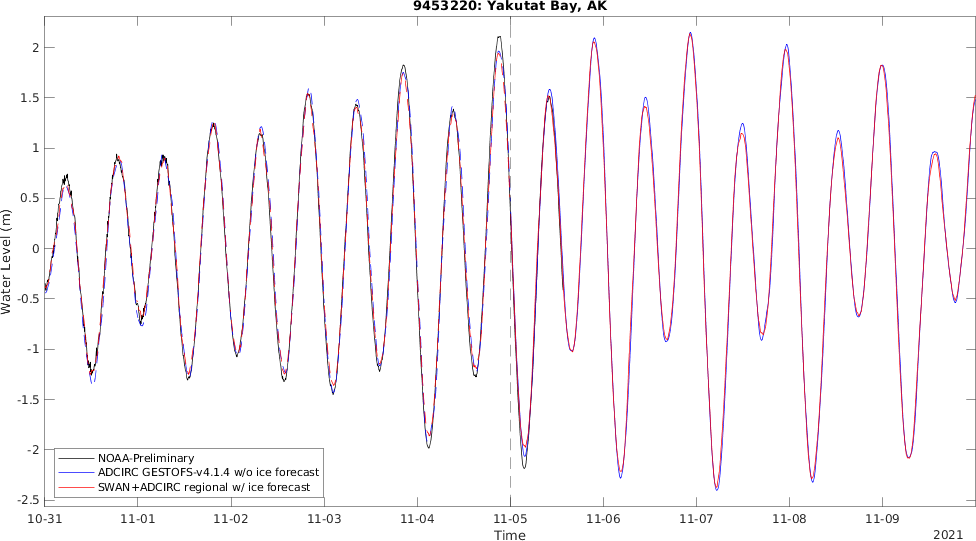 9453220: Yakutat Bay, AK
Water Level (m)
2
1.5
1
0.5
0
-0.5
-1
-1.5
-2
-2.5
NOAA-Preliminary
ADCIRC GESTOFS-v4.1.4 w/o ice forecast
SWAN+ADCIRC regional w/ ice forecast
10-31 11-01 11-02 11-03 11-04 11-05 11-06 11-07 11-08 11-09
Time
2021